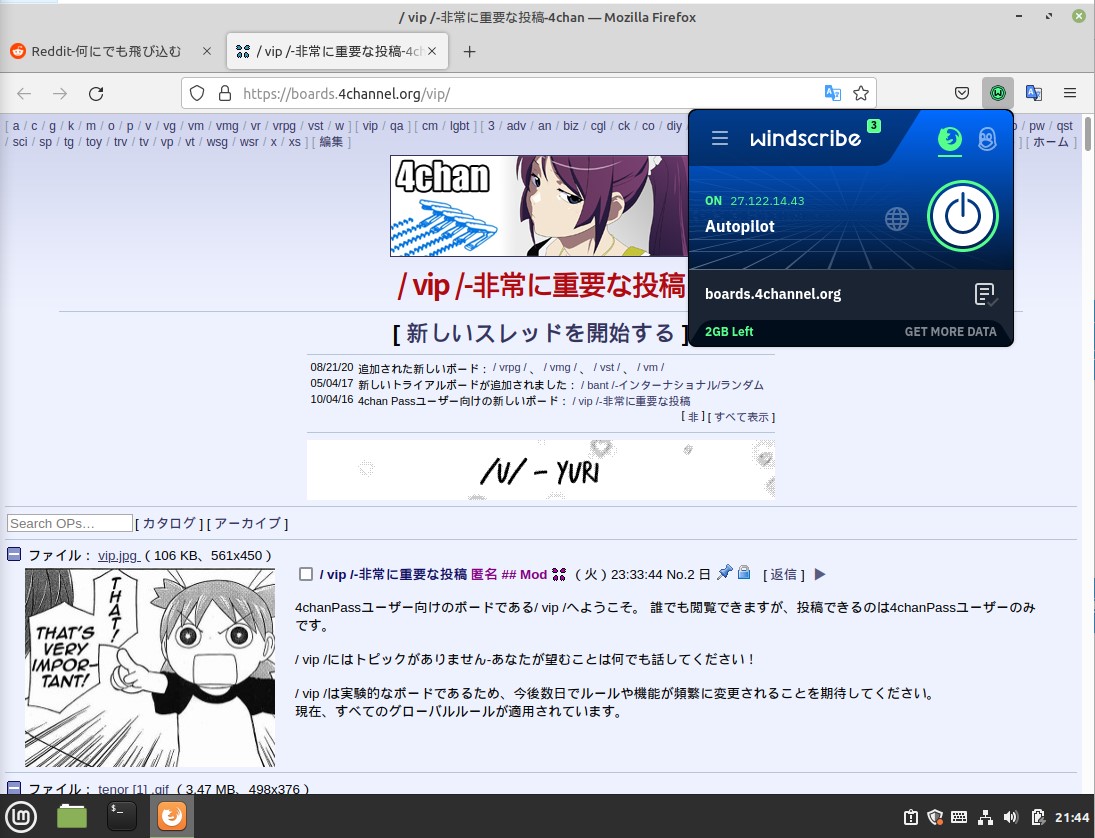 / vip /-非常に重要な投稿-4chan — Mozilla Firefox
Reddit-何にでも飛び込む
/ vip /-非常に重要な投稿-4ch
https://boards.4channel.org/vip/
[ a / c / g / k / m / o / p / v / vg / vm / vmg / vr / vrpg / vst / w ] [ vip / qa ] [ cm / lgbt ] [ 3 / adv / an / biz / cgl / ck / co / diy
/ pw / qst
/ sci / sp / tg / toy / trv / tv / vp / vt / wsg / wsr / x / xs ] [ 編集 ]
] [ ホーム ]
4chan
windscribe 3
ON 27.122.14.43
Autopilot
boards.4channel.org
2GB Left
GET MORE DATA
/ vip /-非常に重要な投稿
[ 新しいスレッドを開始する ]
08/21/20 追加された新しいボード： / vrpg / 、 / vmg / 、 / vst / 、 / vm /
05/04/17 新しいトライアルボードが追加されました： / bant /-インターナショナル/ランダム
10/04/16 4chan Passユーザー向けの新しいボード： / vip /-非常に重要な投稿
[ 非 ] [ すべて表示 ]
/U/ - YURI
Search OPs… [ カタログ ] [ アーカイブ ]
ファイル： vip.jpg （ 106 KB、561x450 ）
THAT!
THAT'S VERY IMPOR-TANT!
/ vip /-非常に重要な投稿 匿名 ## Mod （ 火 ） 23:33:44 No.2 日 [ 返信 ]
4chanPassユーザー向けのボードである/ vip /へようこそ。 誰でも閲覧できますが、投稿できるのは4chanPassユーザーのみ
です。
/ vip /にはトピックがありません-あなたが望むことは何でも話してください！
/ vip /は実験的なボードであるため、今後数日でルールや機能が頻繁に変更されることを期待してください。
現在、すべてのグローバルルールが適用されています。
ファイル： tenor [1] .gif （ 3.47 MB、498x376 ）
21:44